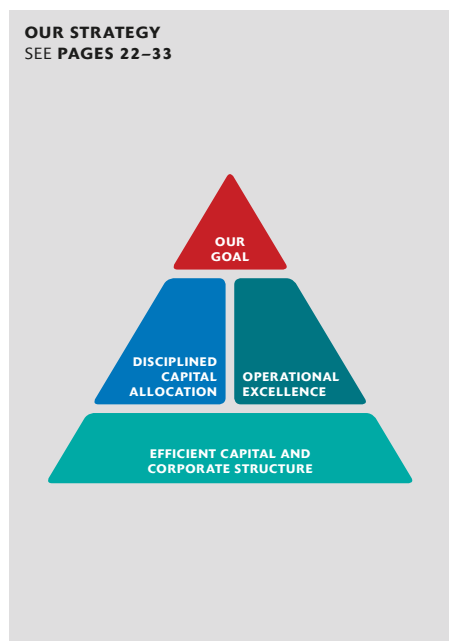 OUR STRATEGY
SEE PAGES 22–33
OUR
GOAL
DISCIPLINED
CAPITAL
ALLOCATION
OPERATIONAL
EXCELLENCE
EFFICIENT CAPITAL AND
CORPORATE STRUCTURE